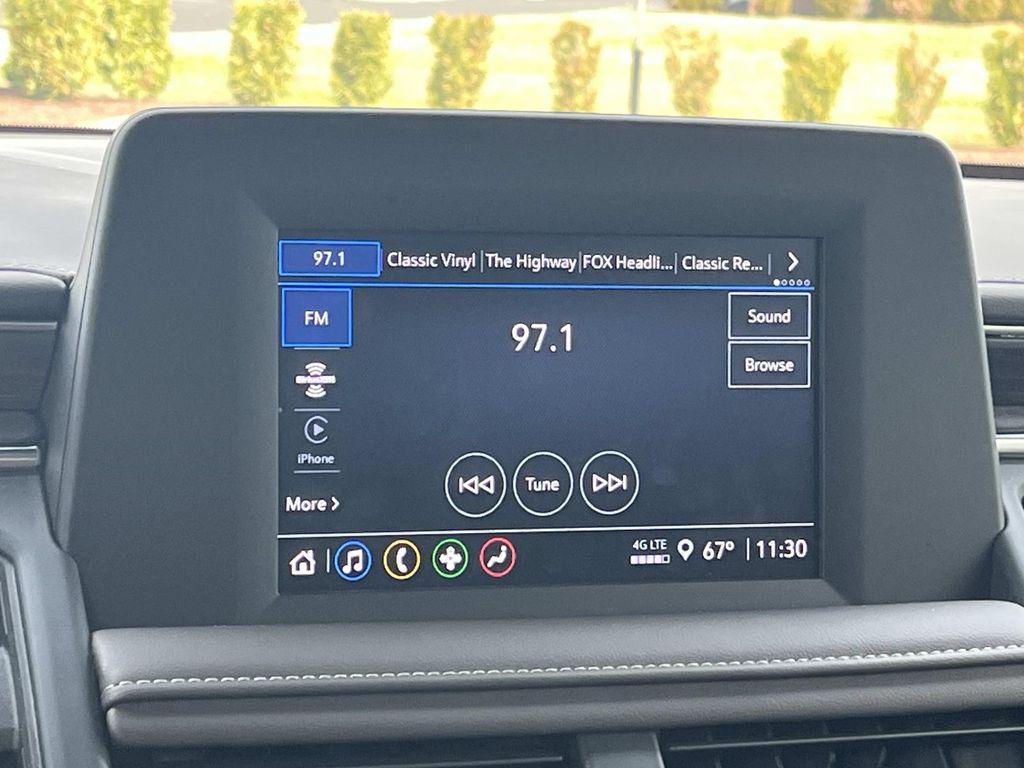 97.1 Classic Vinyl The Highway FOX Headli... Classic Re...
FM
97.1
Sound
SiriusXM
Browse
iPhone
More
Tune
4G LTE
67° 11:30